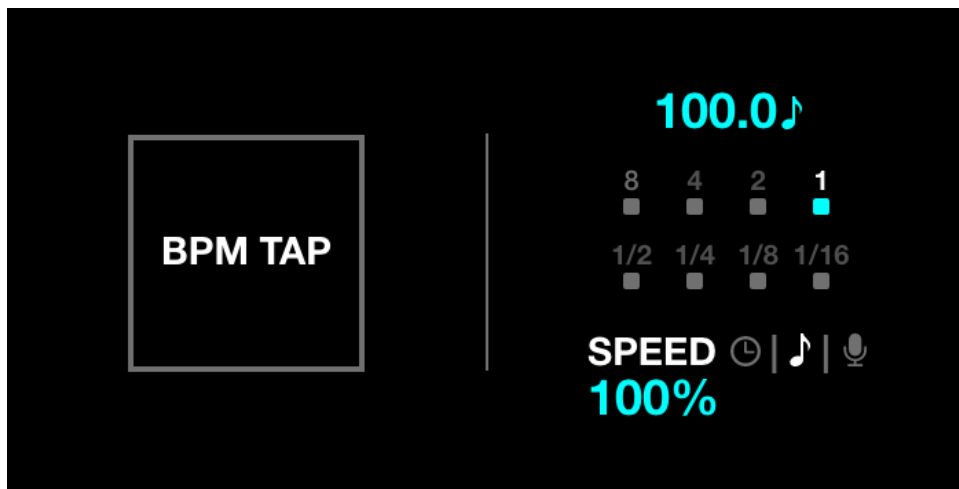 BPM TAP
100.0♪
8 4 2 1
1/2 1/4 1/8 1/16
SPEED | ♪ |
100%